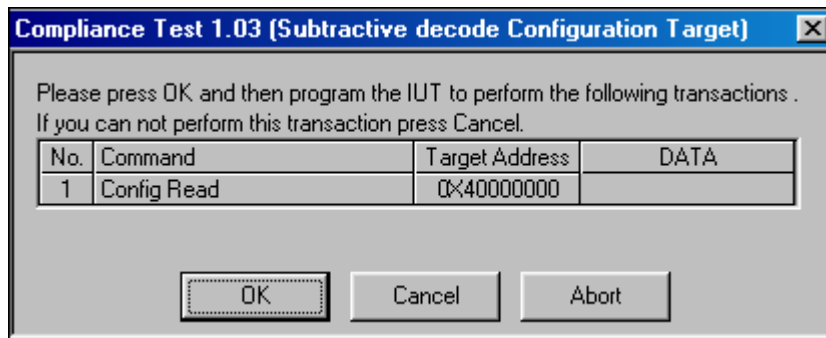 Compliance Test 1.03 (Subtractive decode Configuration Target)
Please press OK and then program the IUT to perform the following transactions .
If you can not perform this transaction press Cancel.
No. Command Target Address DATA
1 Config Read 0X40000000
OK Cancel Abort